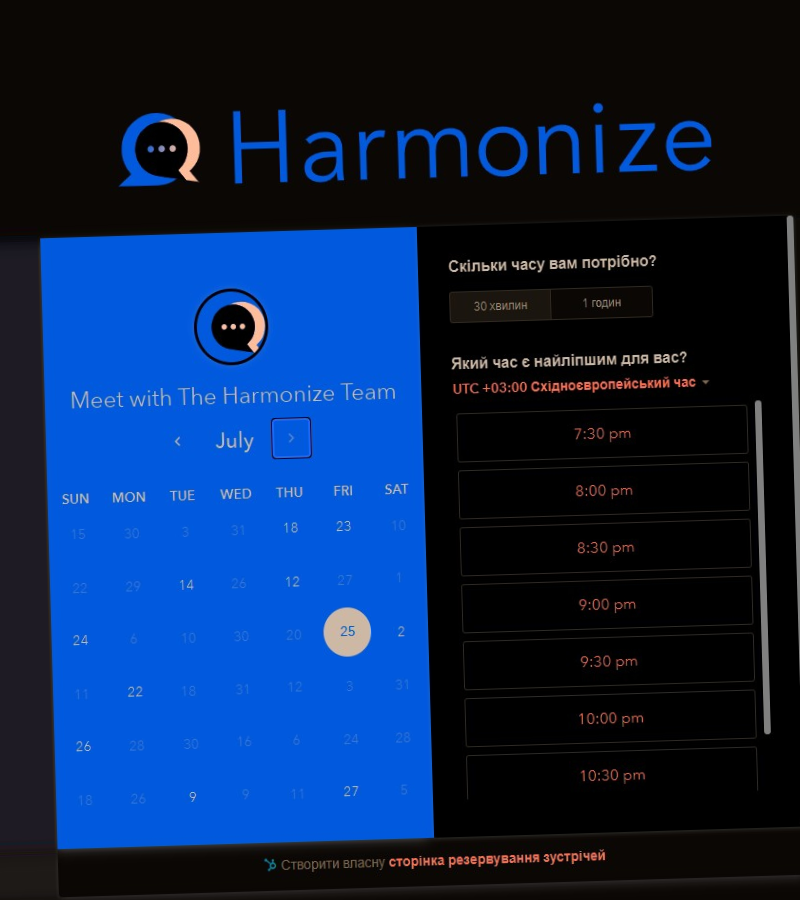 Harmonize
Meet with The Harmonize Team
July
SUN MON TUE WED THU FRI SAT
15 30 3 31 18 23 10
22 29 14 26 12 27 1
24 6 10 30 20 25 2
11 22 18 31 12 3 31
26 28 30 16 6 24 28
18 26 9 9 11 27 5
Скільки часу вам потрібно?
30 хвилин 1 годин
Який час є найліпшим для вас?
UTC +03:00 Східноєвропейський час
7:30 pm
8:00 pm
8:30 pm
9:00 pm
9:30 pm
10:00 pm
10:30 pm
Створити власну сторінка резервування зустрічей